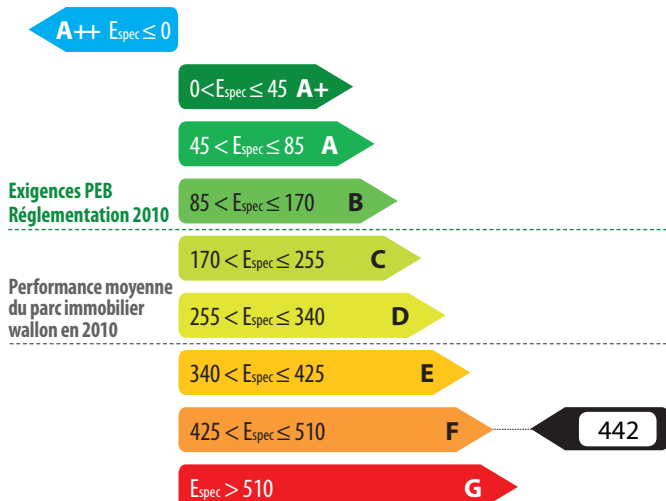 A++ Espec ≤ 0
0 < Espec ≤ 45 A+
45 < Espec ≤ 85 A
Exigences PEB
Réglementation 2010
85 < Espec ≤ 170 B
170 < Espec ≤ 255 C
Performance moyenne
du parc immobilier
wallon en 2010
255 < Espec ≤ 340 D
340 < Espec ≤ 425 E
425 < Espec ≤ 510 F 442
Espec > 510 G